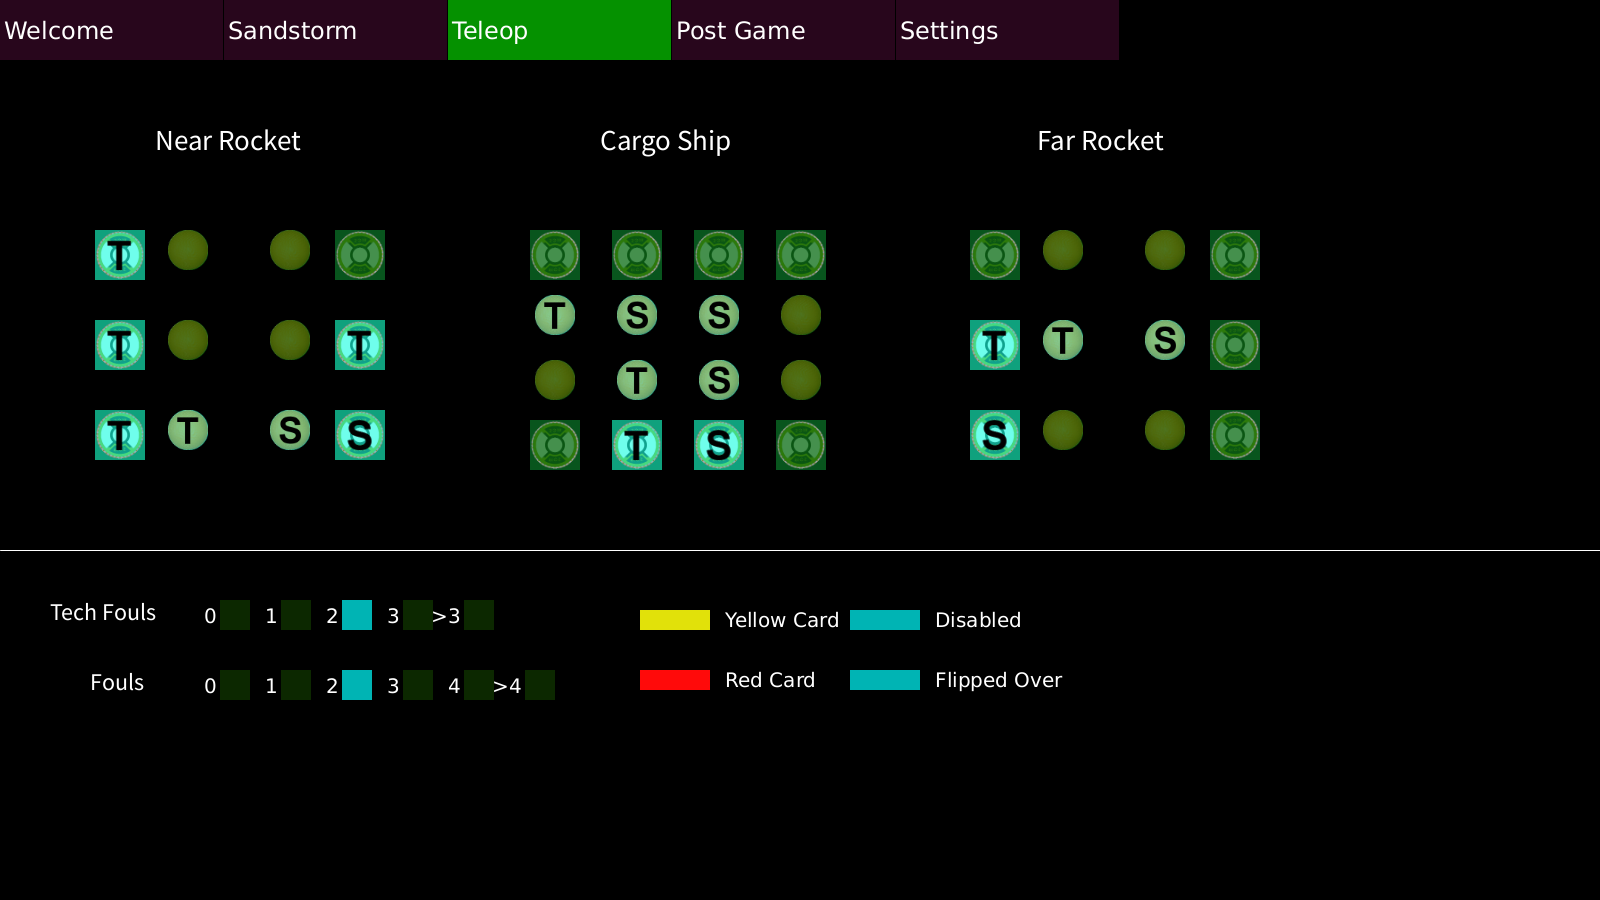 Welcome Sandstorm Teleop Post Game Settings
Near Rocket Cargo Ship Far Rocket
T
T S S
T T T T S
T S
T T S S T S S
Tech Fouls 0 1 2 3 >3 Yellow Card Disabled
Fouls 0 1 2 3 4 >4 Red Card Flipped Over